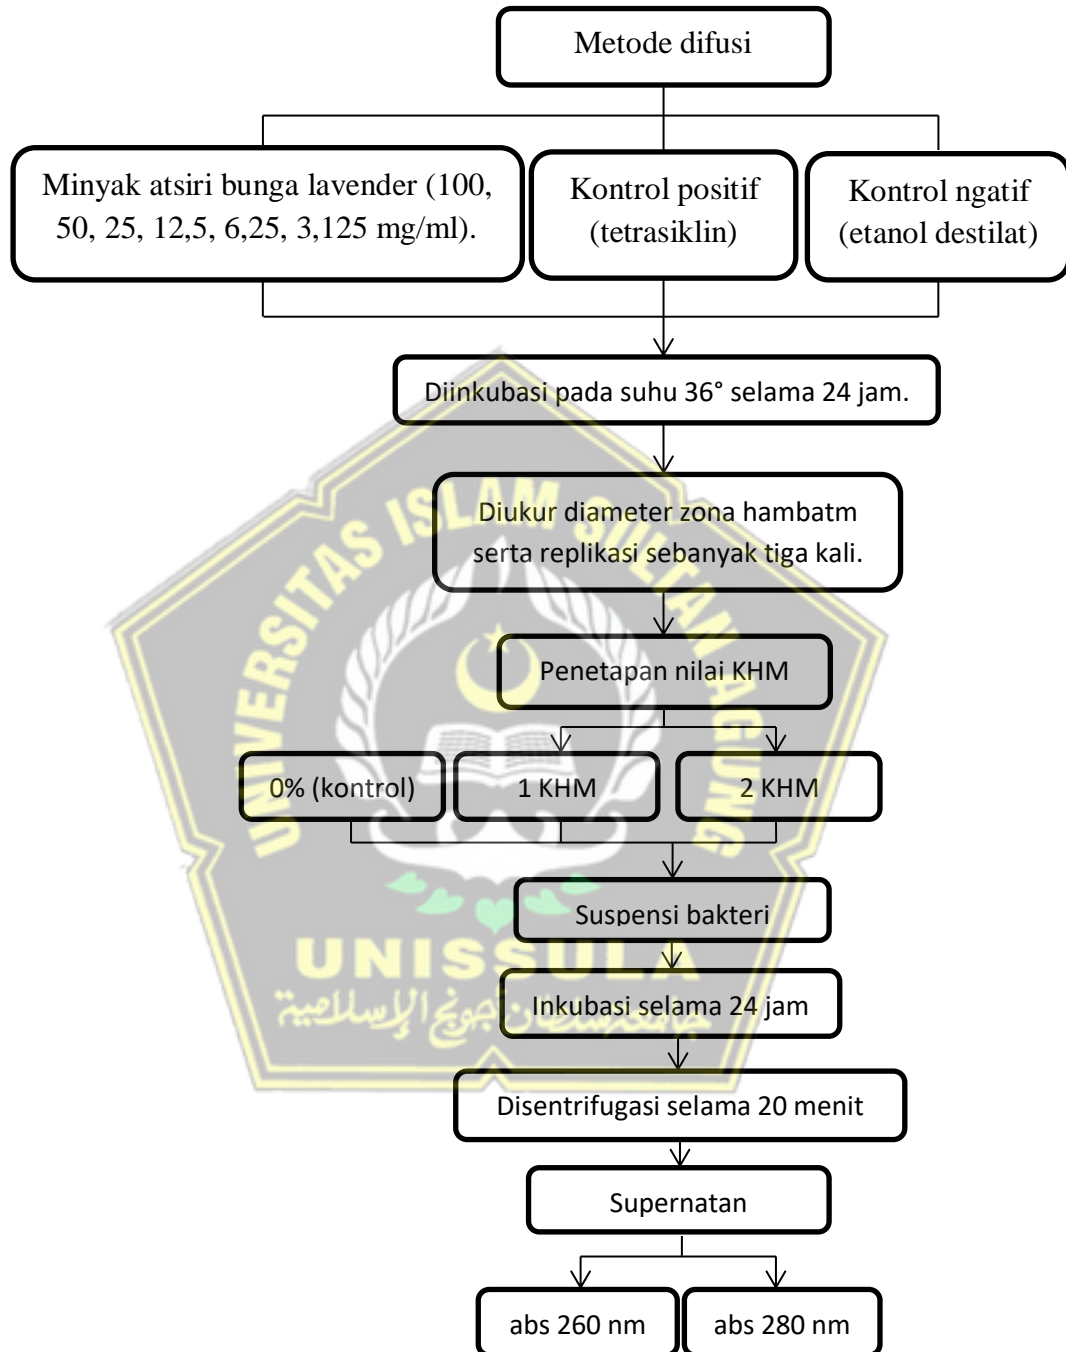 Metode difusi
Minyak atsiri bunga lavender (100,
50, 25, 12,5, 6,25, 3,125 mg/ml).
Kontrol positif
(tetrasiklin)
Kontrol ngatif
(etanol destilat)
Diinkubasi pada suhu 36° selama 24 jam.
Diukur diameter zona hambatm
serta replikasi sebanyak tiga kali.
UNIVERSITAS ISLAM SULTAN AGUNG
Penetapan nilai KHM
0% (kontrol)
1 KHM
2 KHM
Suspensi bakteri
UNISSULA
Inkubasi selama 24 jam
جامعة سلطان أجونج الإسلامية
Disentrifugasi selama 20 menit
Supernatan
abs 260 nm
abs 280 nm